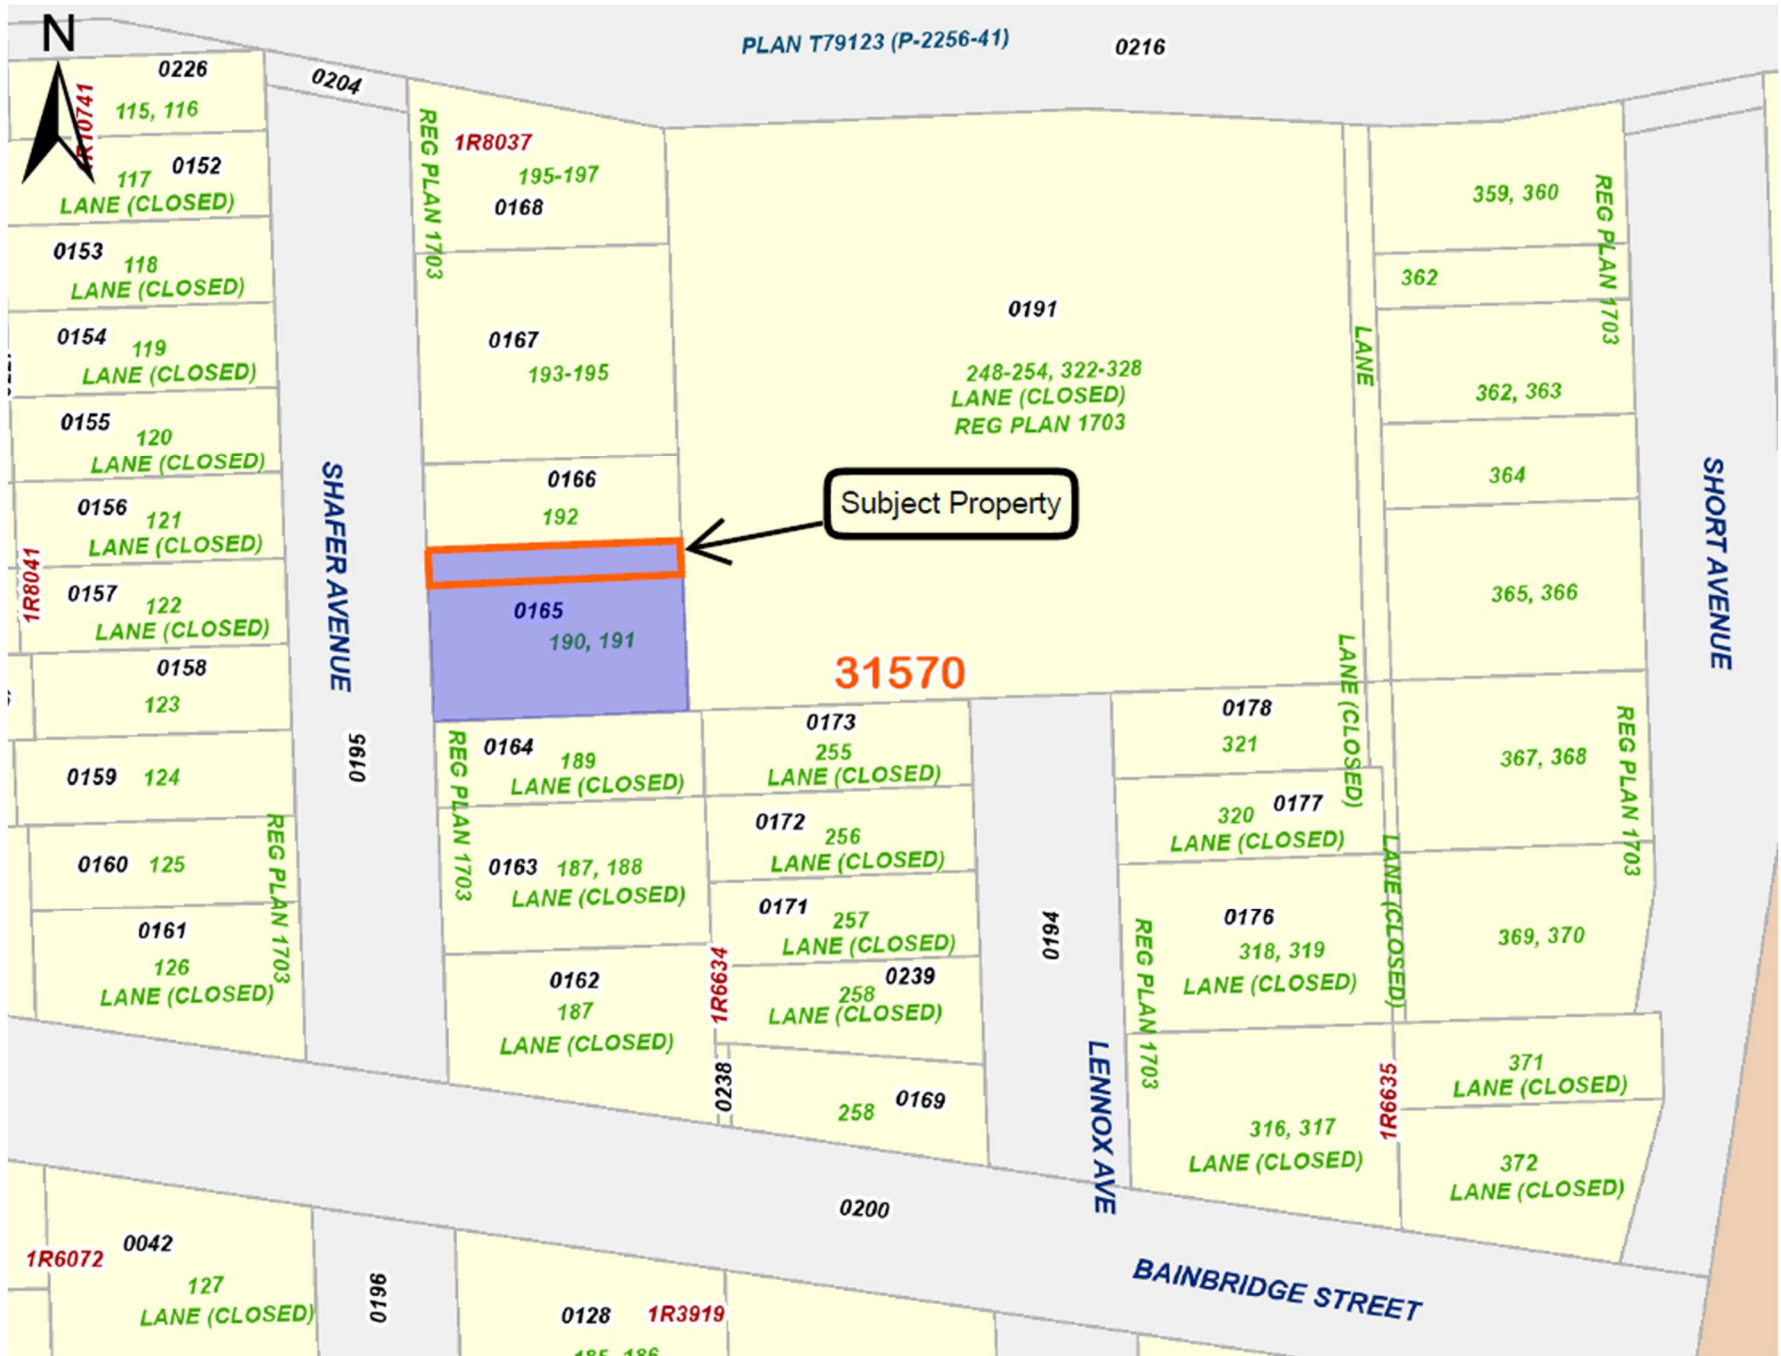 N
PLAN T79123 (P-2256-41)
0216
0226
115, 116
1R10741
0204
0152
117
LANE (CLOSED)
0153
118
LANE (CLOSED)
0154
119
LANE (CLOSED)
0155
120
LANE (CLOSED)
0156
121
LANE (CLOSED)
1R8041
0157
122
LANE (CLOSED)
0158
123
0159
124
0160
125
REG PLAN 1703
0161
126
LANE (CLOSED)
SHAFER AVENUE
0195
REG PLAN 1703
1R8037
195-197
0168
0167
193-195
0166
192
Subject Property
0165
190, 191
0191
248-254, 322-328
LANE (CLOSED)
REG PLAN 1703
31570
LANE
359, 360
REG PLAN 1703
362
362, 363
364
365, 366
SHORT AVENUE
LANE (CLOSED)
367, 368
REG PLAN 1703
369, 370
0164
189
LANE (CLOSED)
REG PLAN 1703
0163
187, 188
LANE (CLOSED)
0162
187
LANE (CLOSED)
0173
255
LANE (CLOSED)
0172
256
LANE (CLOSED)
0171
257
LANE (CLOSED)
1R6634
0239
258
LANE (CLOSED)
0238
0169
258
0194
LENNOX AVE
0178
321
0177
320
LANE (CLOSED)
LANE (CLOSED)
0176
318, 319
LANE (CLOSED)
REG PLAN 1703
316, 317
LANE (CLOSED)
1R6635
371
LANE (CLOSED)
372
LANE (CLOSED)
0200
BAINBRIDGE STREET
1R6072
0042
127
LANE (CLOSED)
0196
0128
1R3919
185, 186